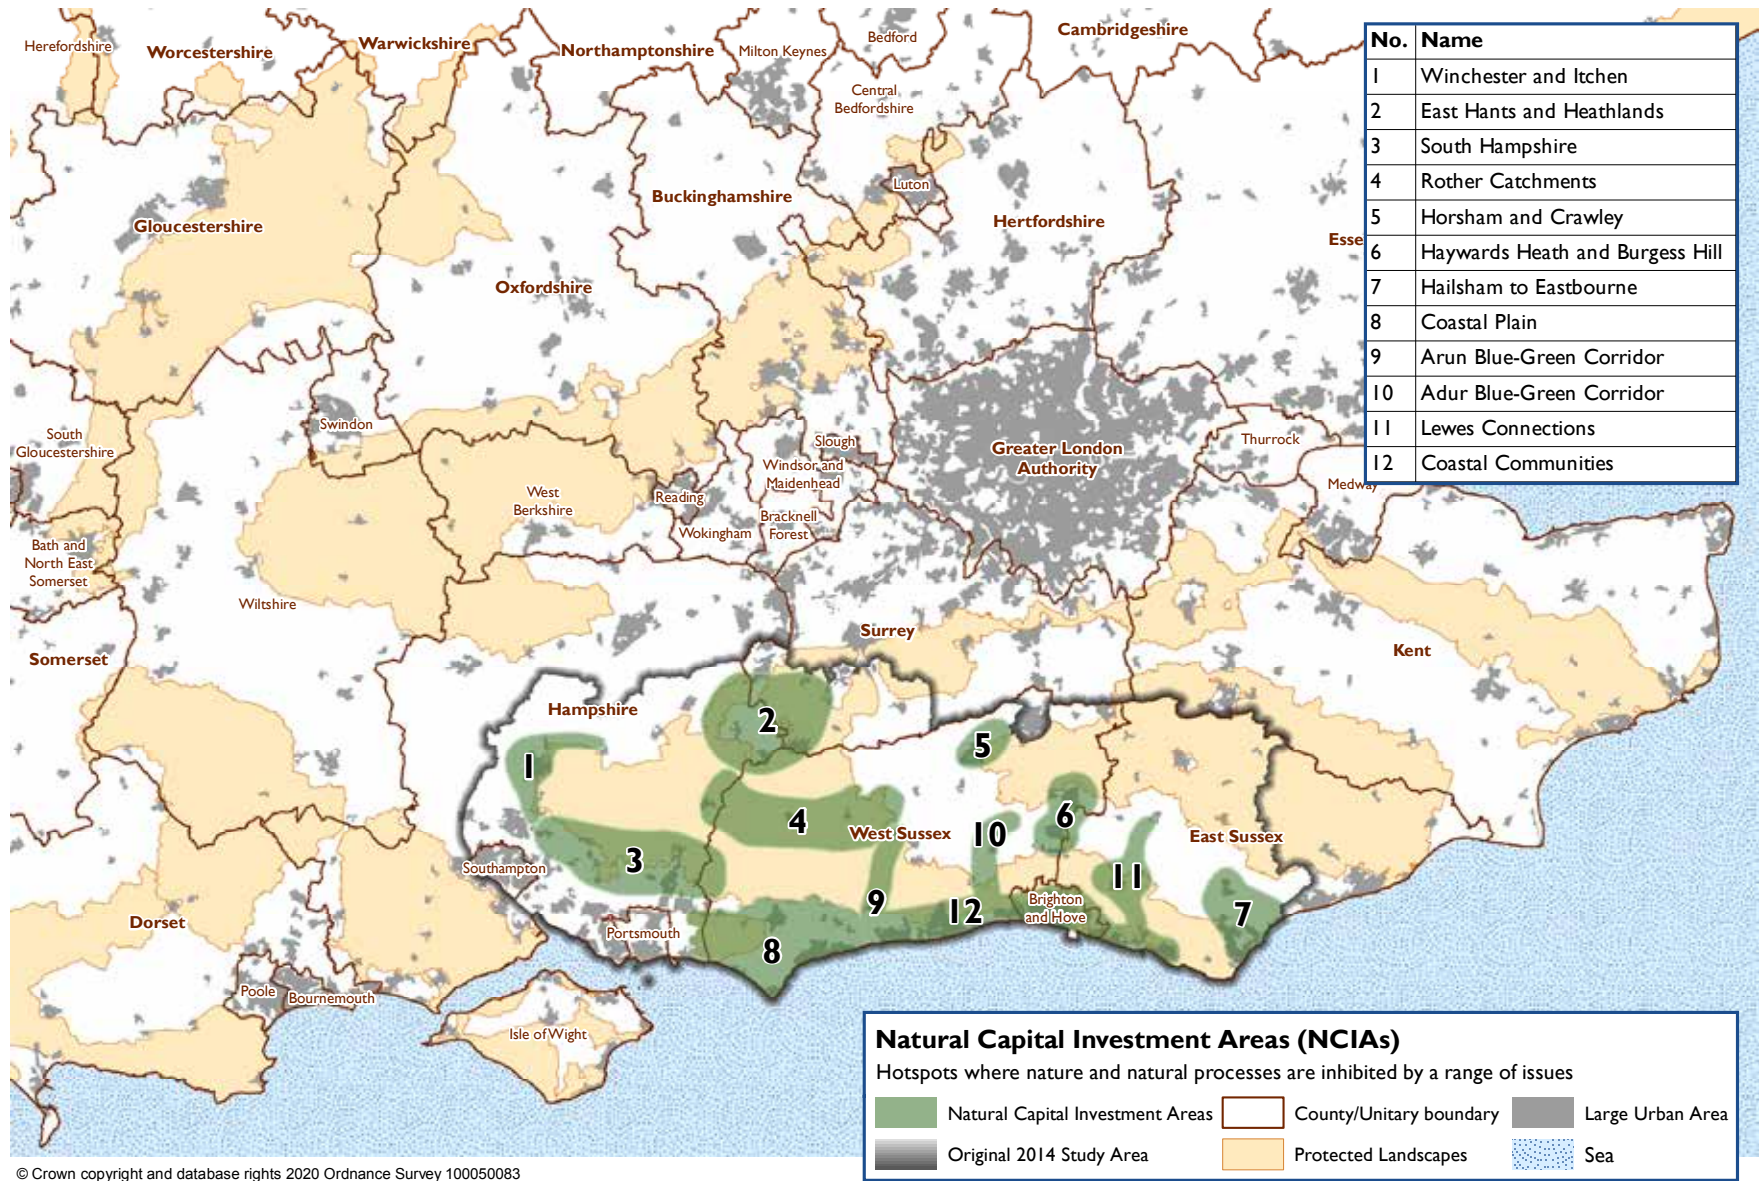 Herefordshire
Worcestershire
Warwickshire
Northamptonshire
Milton Keynes
Bedford
Cambridgeshire
Central
Bedfordshire
Luton
Buckinghamshire
Hertfordshire
Esse
Gloucestershire
Oxfordshire
Swindon
South
Gloucestershire
Slough
Windsor and
Maidenhead
Greater London
Authority
Thurrock
Medway
West
Berkshire
Reading
Wokingham
Bracknell
Forest
Bath and
North East
Somerset
Wiltshire
Surrey
Kent
Somerset
Hampshire
West Sussex
East Sussex
Southampton
Portsmouth
Brighton
and Hove
Dorset
Poole
Bournemouth
Isle of Wight
1
2
3
4
5
6
7
8
9
10
11
12
No. Name
1 Winchester and Itchen
2 East Hants and Heathlands
3 South Hampshire
4 Rother Catchments
5 Horsham and Crawley
6 Haywards Heath and Burgess Hill
7 Hailsham to Eastbourne
8 Coastal Plain
9 Arun Blue-Green Corridor
10 Adur Blue-Green Corridor
11 Lewes Connections
12 Coastal Communities
Natural Capital Investment Areas (NCIAs)
Hotspots where nature and natural processes are inhibited by a range of issues
Natural Capital Investment Areas
County/Unitary boundary
Large Urban Area
Original 2014 Study Area
Protected Landscapes
Sea
© Crown copyright and database rights 2020 Ordnance Survey 100050083